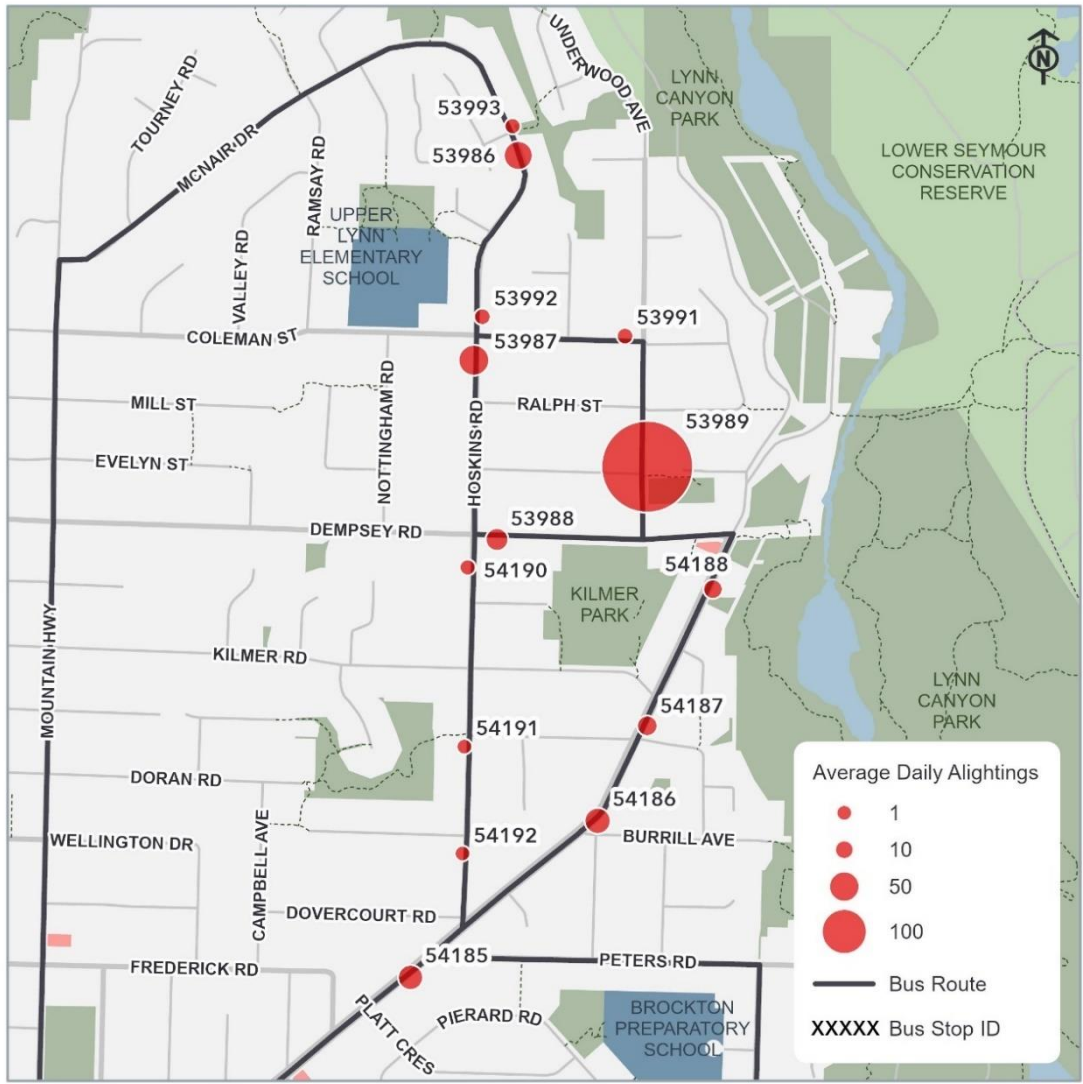 UNDERWOOD AVE
N
TOURNEY RD
LYNN
CANYON
PARK
53993
MCNAIR DR
RAMSAY RD
53986
LOWER SEYMOUR
CONSERVATION
RESERVE
UPPER
LYNN
ELEMENTARY
SCHOOL
VALLEY RD
53992
53991
COLEMAN ST
53987
NOTTINGHAM RD
MILL ST
RALPH ST
HOSKINS RD
53989
EVELYN ST
53988
DEMPSEY RD
54190
54188
KILMER
PARK
MOUNTAIN HWY
KILMER RD
LYNN
CANYON
PARK
54187
54191
DORAN RD
Average Daily Alightings
54186
1
WELLINGTON DR
CAMPBELL AVE
54192
BURRILL AVE
10
50
DOVERCOURT RD
100
54185
FREDERICK RD
PETERS RD
Bus Route
PLATT CRES
PIERARD RD
BROCKTON
PREPARATORY
SCHOOL
XXXXX Bus Stop ID